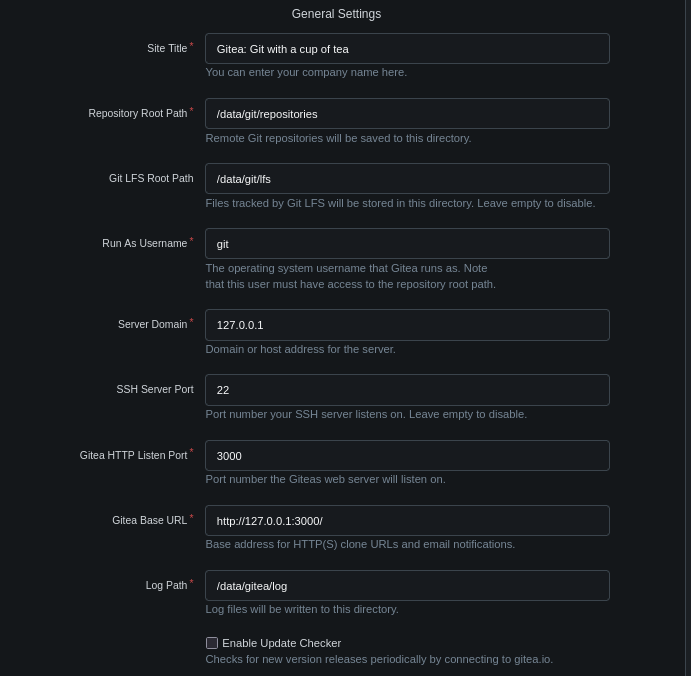 General Settings
Site Title *
Gitea: Git with a cup of tea
You can enter your company name here.
Repository Root Path *
/data/git/repositories
Remote Git repositories will be saved to this directory.
Git LFS Root Path
/data/git/lfs
Files tracked by Git LFS will be stored in this directory. Leave empty to disable.
Run As Username *
git
The operating system username that Gitea runs as. Note
that this user must have access to the repository root path.
Server Domain *
127.0.0.1
Domain or host address for the server.
SSH Server Port
22
Port number your SSH server listens on. Leave empty to disable.
Gitea HTTP Listen Port *
3000
Port number the Giteas web server will listen on.
Gitea Base URL *
http://127.0.0.1:3000/
Base address for HTTP(S) clone URLs and email notifications.
Log Path *
/data/gitea/log
Log files will be written to this directory.
Enable Update Checker
Checks for new version releases periodically by connecting to gitea.io.